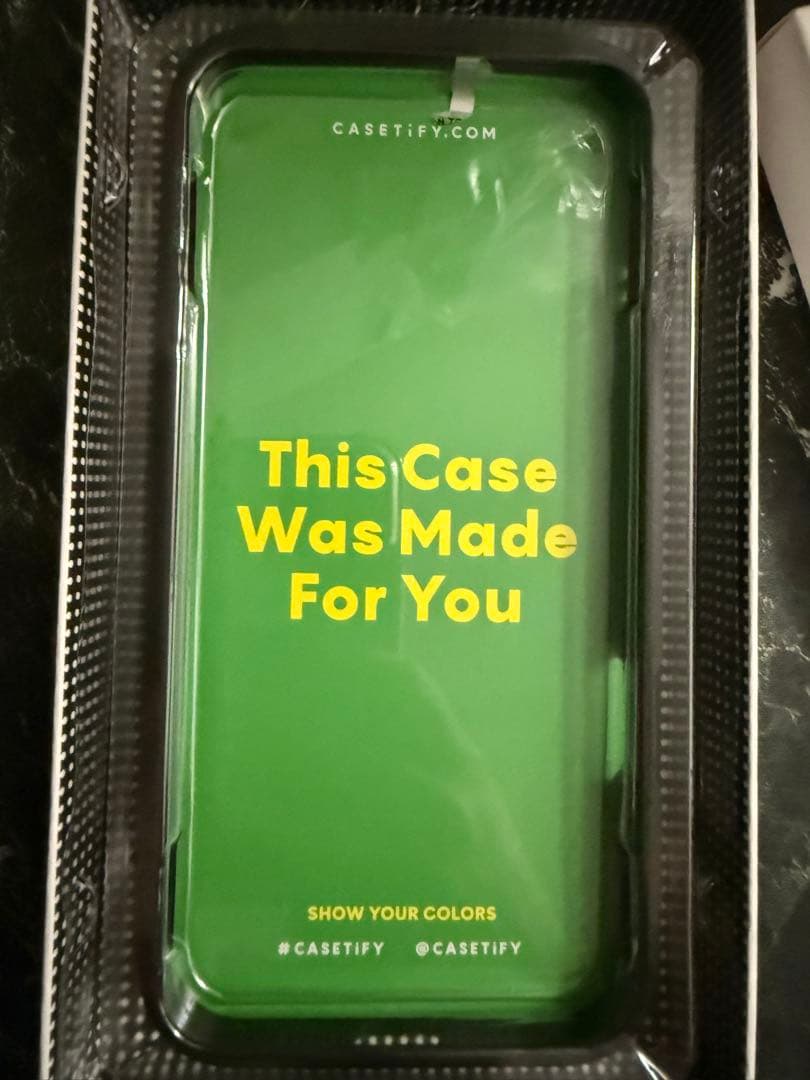 CASETiFY.COM
This Case
Was Made
For You
SHOW YOUR COLORS
#CASETiFY @CASETiFY